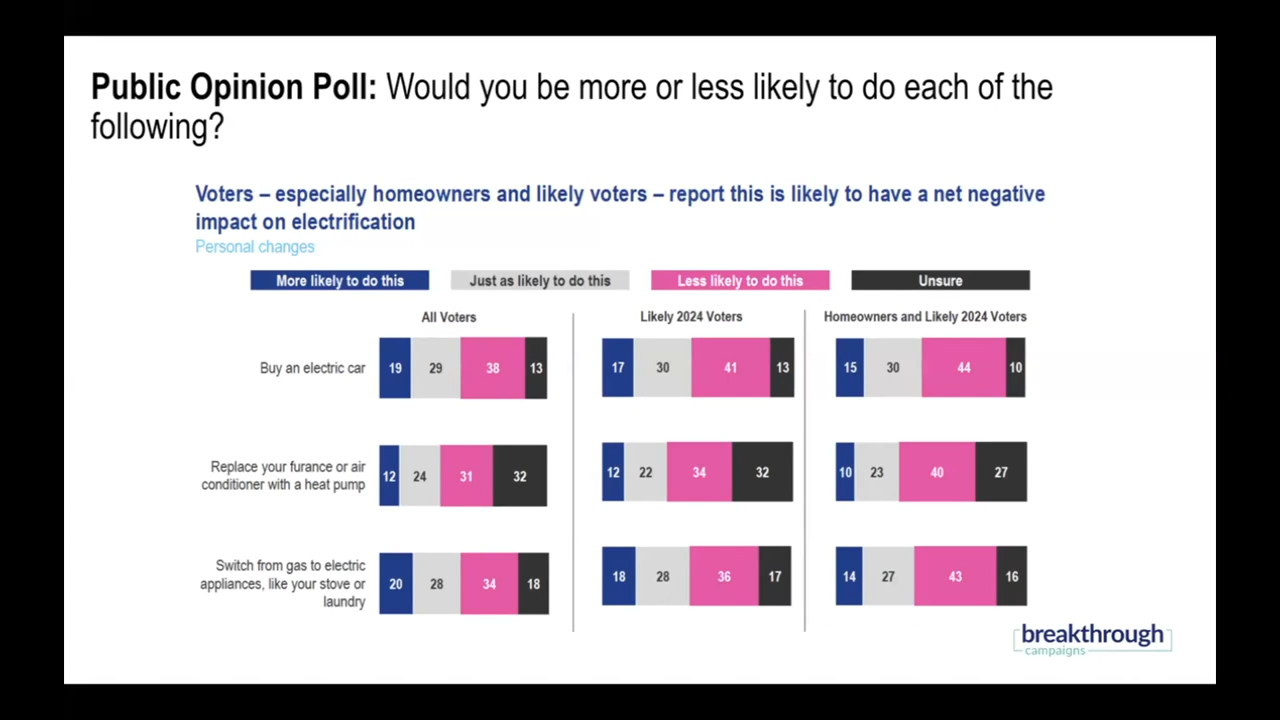 Public Opinion Poll: Would you be more or less likely to do each of the
following?
Voters – especially homeowners and likely voters – report this is likely to have a net negative
impact on electrification
Personal changes
More likely to do this
Just as likely to do this
Less likely to do this
Unsure
All Voters
Likely 2024 Voters
Homeowners and Likely 2024 Voters
Buy an electric car
19 29 38 13
17 30 41 13
15 30 44 10
Replace your furance or air
conditioner with a heat pump
12 24 31 32
12 22 34 32
10 23 40 27
Switch from gas to electric
appliances, like your stove or
laundry
20 28 34 18
18 28 36 17
14 27 43 16
breakthrough
campaigns